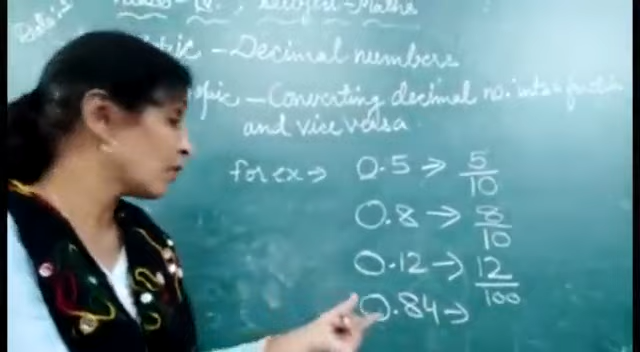 Subject - Maths
- Decimal numbers
- Converting decimal no. into a fraction
and vice versa
for ex → 0.5 → 5/10
0.8 → 8/10
0.12 → 12/100
0.84 →